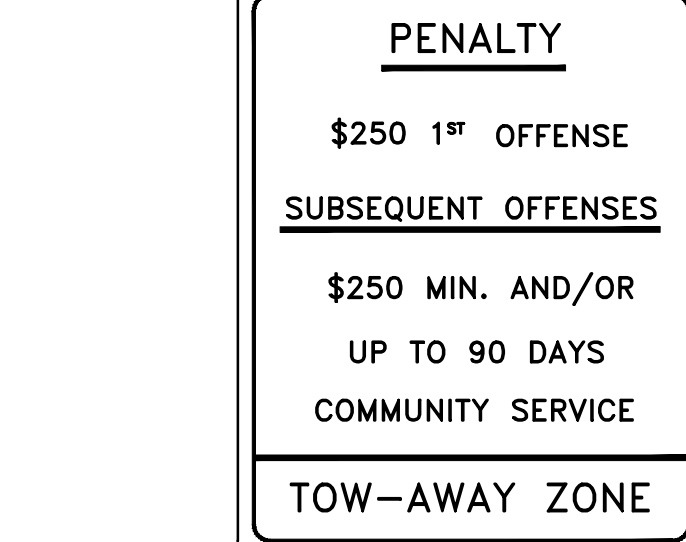 PENALTY
$250 1ST OFFENSE
SUBSEQUENT OFFENSES
$250 MIN. AND/OR
UP TO 90 DAYS
COMMUNITY SERVICE
TOW-AWAY ZONE